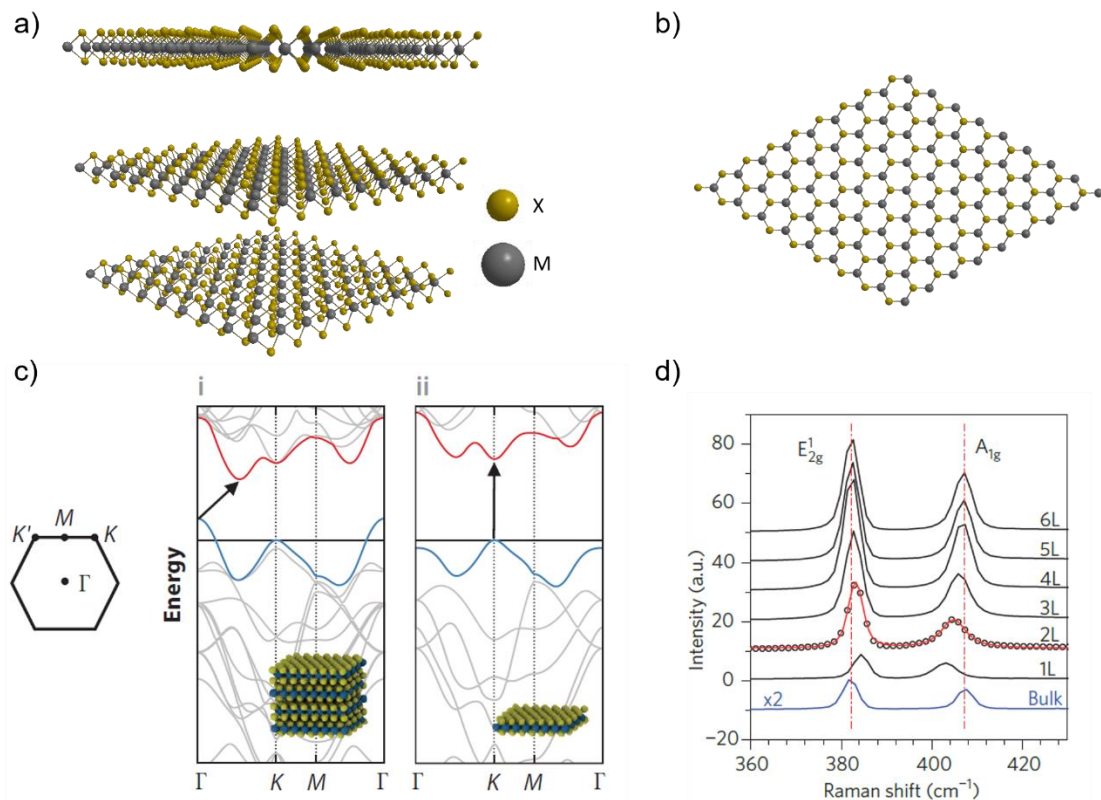 a)
b)
X
M
c)
i
ii
d)
K'
M
K
Γ
Energy
Γ
K
M
Γ
Γ
K
M
Γ
Intensity (a.u.)
80
60
40
20
0
−20
E¹₂g
A₁g
6L
5L
4L
3L
2L
1L
x2
Bulk
360
380
400
420
Raman shift (cm⁻¹)